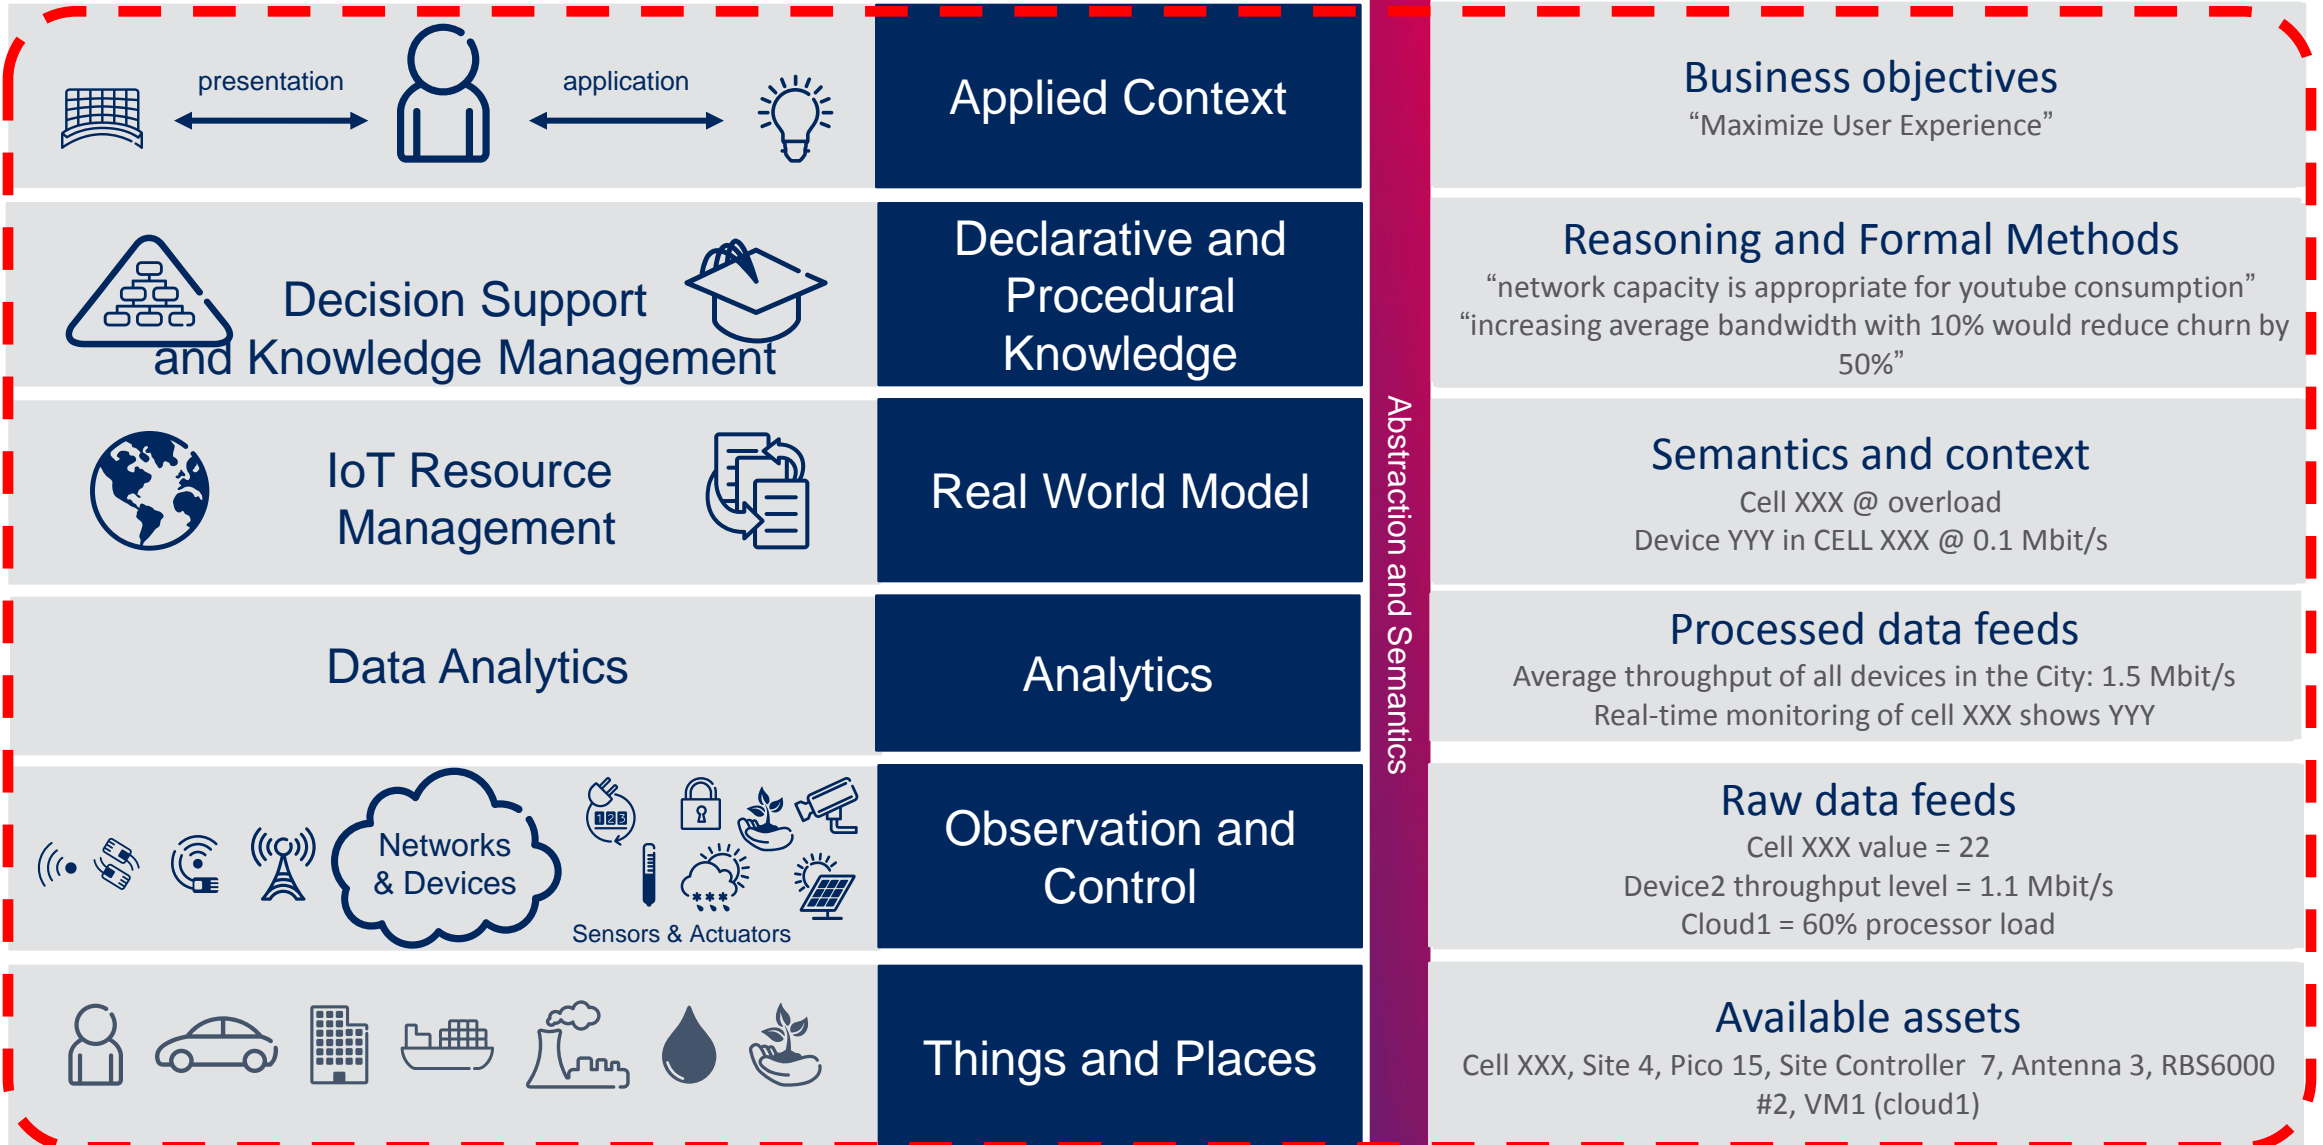 presentation
application
Applied Context
Business objectives
“Maximize User Experience”
Decision Support
and Knowledge Management
Declarative and
Procedural
Knowledge
Reasoning and Formal Methods
“network capacity is appropriate for youtube consumption”
“increasing average bandwidth with 10% would reduce churn by
50%”
IoT Resource
Management
Real World Model
Abstraction and Semantics
Semantics and context
Cell XXX @ overload
Device YYY in CELL XXX @ 0.1 Mbit/s
Data Analytics
Analytics
Processed data feeds
Average throughput of all devices in the City: 1.5 Mbit/s
Real-time monitoring of cell XXX shows YYY
Networks
& Devices
123
Sensors & Actuators
Observation and
Control
Raw data feeds
Cell XXX value = 22
Device2 throughput level = 1.1 Mbit/s
Cloud1 = 60% processor load
Things and Places
Available assets
Cell XXX, Site 4, Pico 15, Site Controller 7, Antenna 3, RBS6000
#2, VM1 (cloud1)